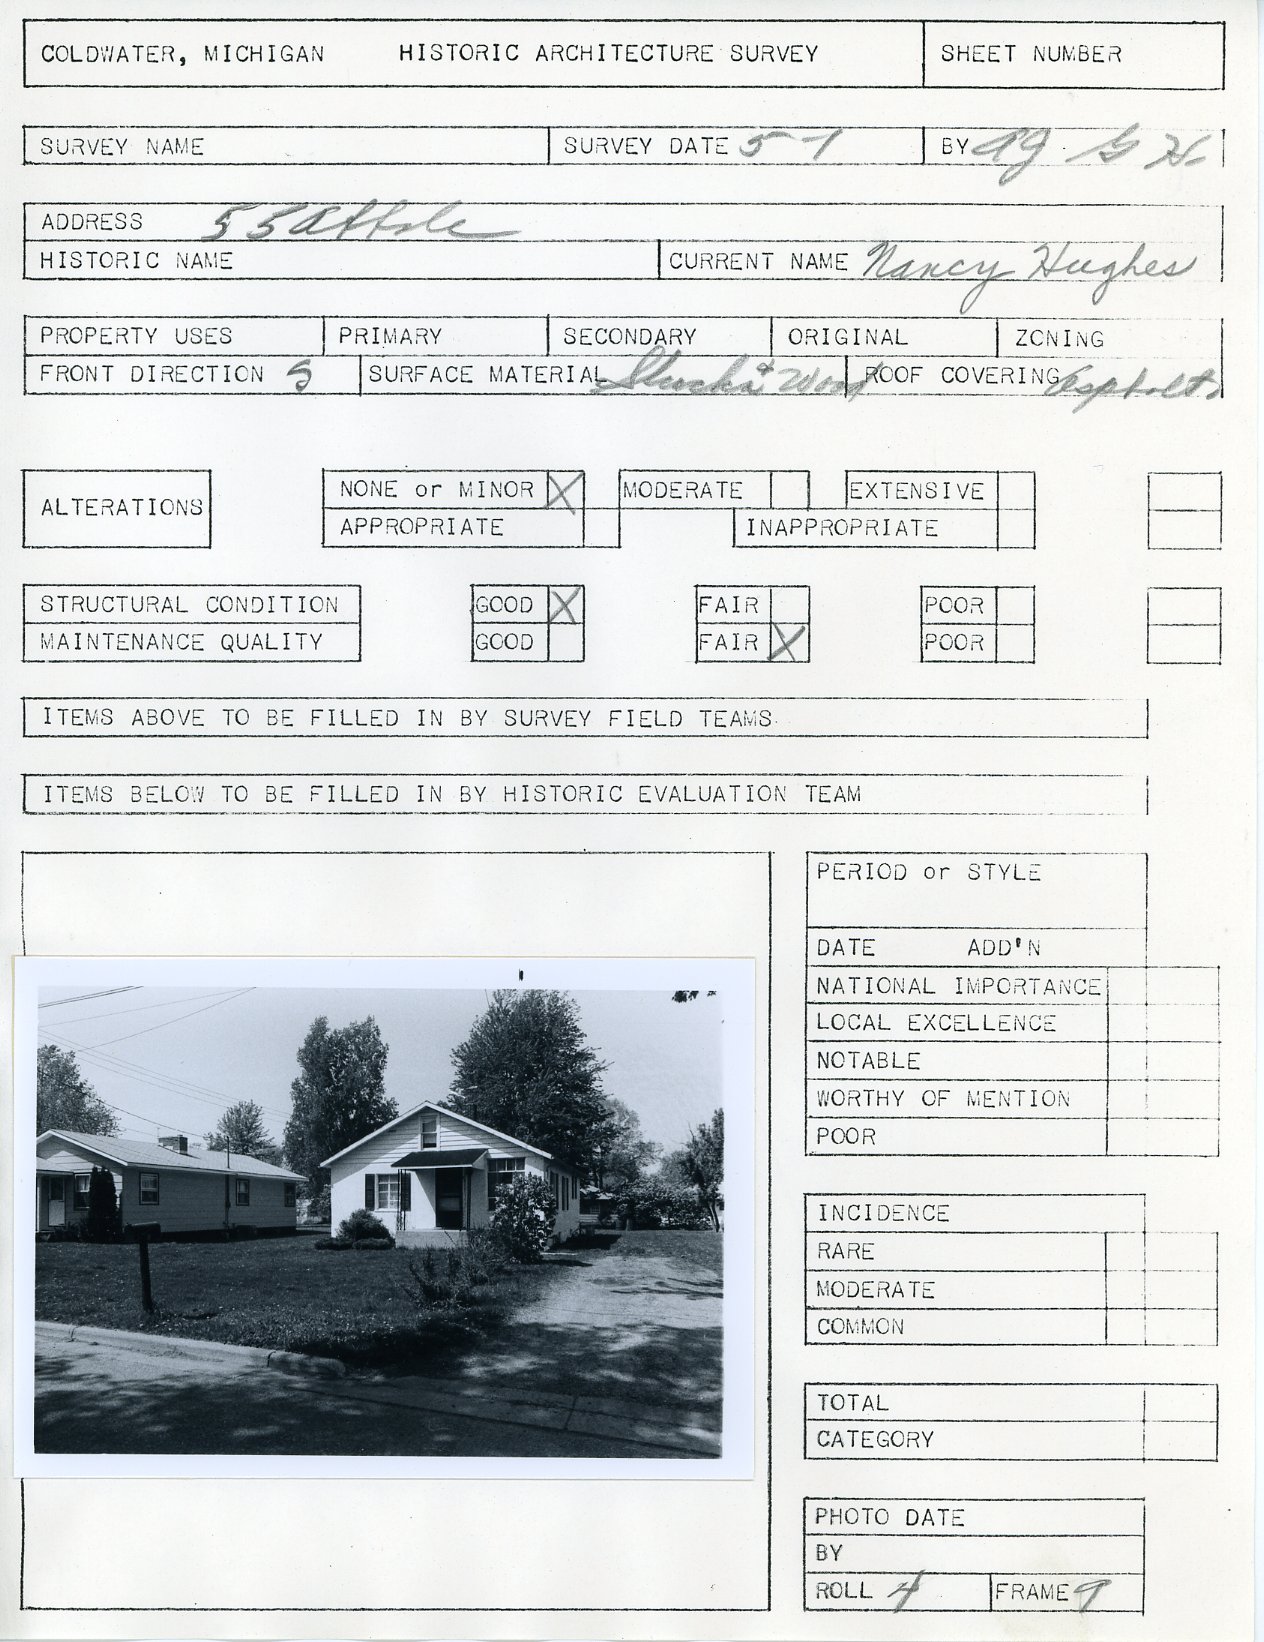 COLDWATER, MICHIGAN HISTORIC ARCHITECTURE SURVEY SHEET NUMBER
SURVEY NAME SURVEY DATE 5-1 BY
ADDRESS 55
HISTORIC NAME CURRENT NAME Nancy Hughes
PROPERTY USES PRIMARY SECONDARY ORIGINAL ZONING
FRONT DIRECTION S SURFACE MATERIAL Wood ROOF COVERING asphalt
ALTERATIONS
NONE or MINOR X MODERATE EXTENSIVE
APPROPRIATE INAPPROPRIATE
STRUCTURAL CONDITION GOOD X FAIR POOR
MAINTENANCE QUALITY GOOD FAIR X POOR
ITEMS ABOVE TO BE FILLED IN BY SURVEY FIELD TEAMS
ITEMS BELOW TO BE FILLED IN BY HISTORIC EVALUATION TEAM
PERIOD or STYLE
DATE ADD'N
NATIONAL IMPORTANCE
LOCAL EXCELLENCE
NOTABLE
WORTHY OF MENTION
POOR
INCIDENCE
RARE
MODERATE
COMMON
TOTAL
CATEGORY
PHOTO DATE
BY
ROLL 4 FRAME 9